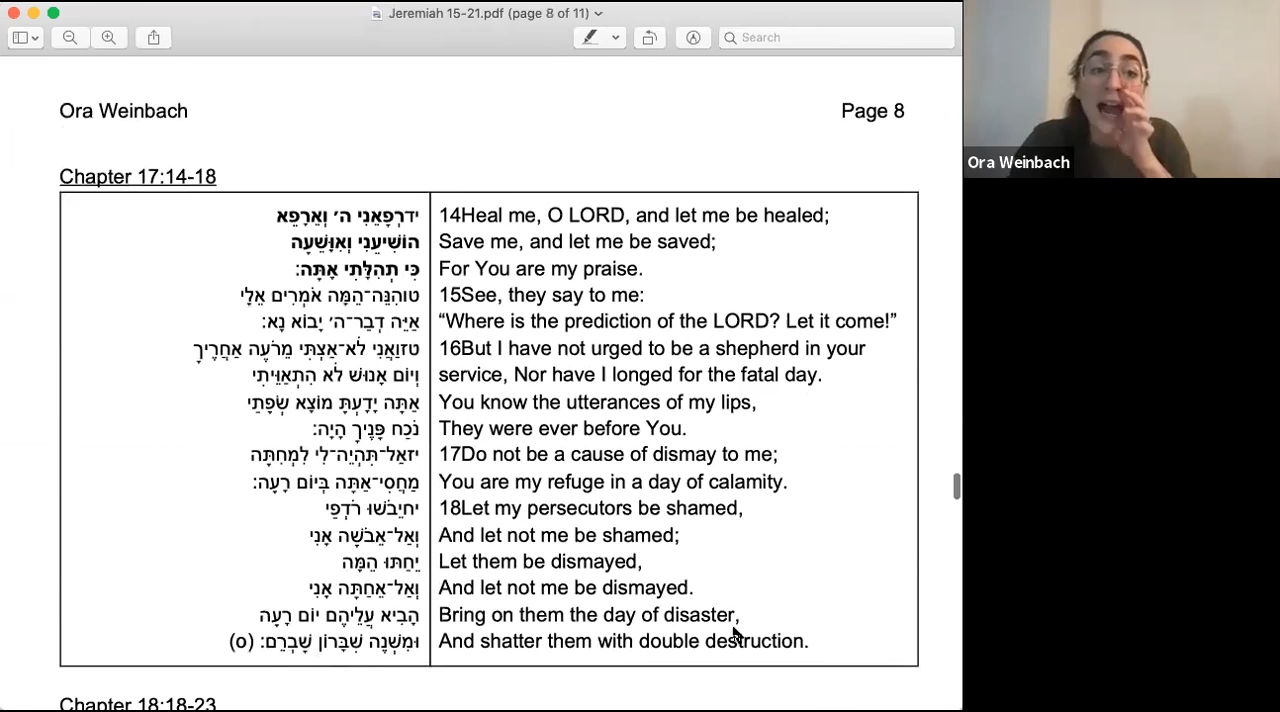 Jeremiah 15-21.pdf (page 8 of 11)
Search
Ora Weinbach Page 8
Chapter 17:14-18
ידרְפָאֵנִי ה׳ וְאֵרָפֵא
הוֹשִׁיעֵנִי וְאִוָּשֵׁעָה
כִּי תְהִלָּתִי אָתָּה׃
טוהִנֵּה־הֵמָּה אֹמְרִים אֵלָי
אַיֵּה דְבַר־ה׳ יָבוֹא נָא׃
טזוַאֲנִי לֹא־אַצְתִּי מֵרֹעֶה אַחֲרֶיךָ
וְיוֹם אָנוּשׁ לֹא הִתְאַוֵּיתִי
אַתָּה יָדָעְתָּ מוֹצָא שְׂפָתַי
נֹכַח פָּנֶיךָ הָיָה׃
יזאַל־תִּהְיֵה־לִי לִמְחִתָּה
מַחֲסִי־אַתָּה בְּיוֹם רָעָה׃
יחיֵבֹשׁוּ רֹדְפַי
וְאַל־אֵבֹשָׁה אָנִי
יֵחַתּוּ הֵמָּה
וְאַל־אֵחַתָּה אָנִי
הָבִיא עֲלֵיהֶם יוֹם רָעָה
וּמִשְׁנֶה שִׁבָּרוֹן שָׁבְרֵם׃ (ס)
14Heal me, O LORD, and let me be healed;
Save me, and let me be saved;
For You are my praise.
15See, they say to me:
“Where is the prediction of the LORD? Let it come!”
16But I have not urged to be a shepherd in your
service, Nor have I longed for the fatal day.
You know the utterances of my lips,
They were ever before You.
17Do not be a cause of dismay to me;
You are my refuge in a day of calamity.
18Let my persecutors be shamed,
And let not me be shamed;
Let them be dismayed,
And let not me be dismayed.
Bring on them the day of disaster,
And shatter them with double destruction.
Chapter 18:18-23
Ora Weinbach